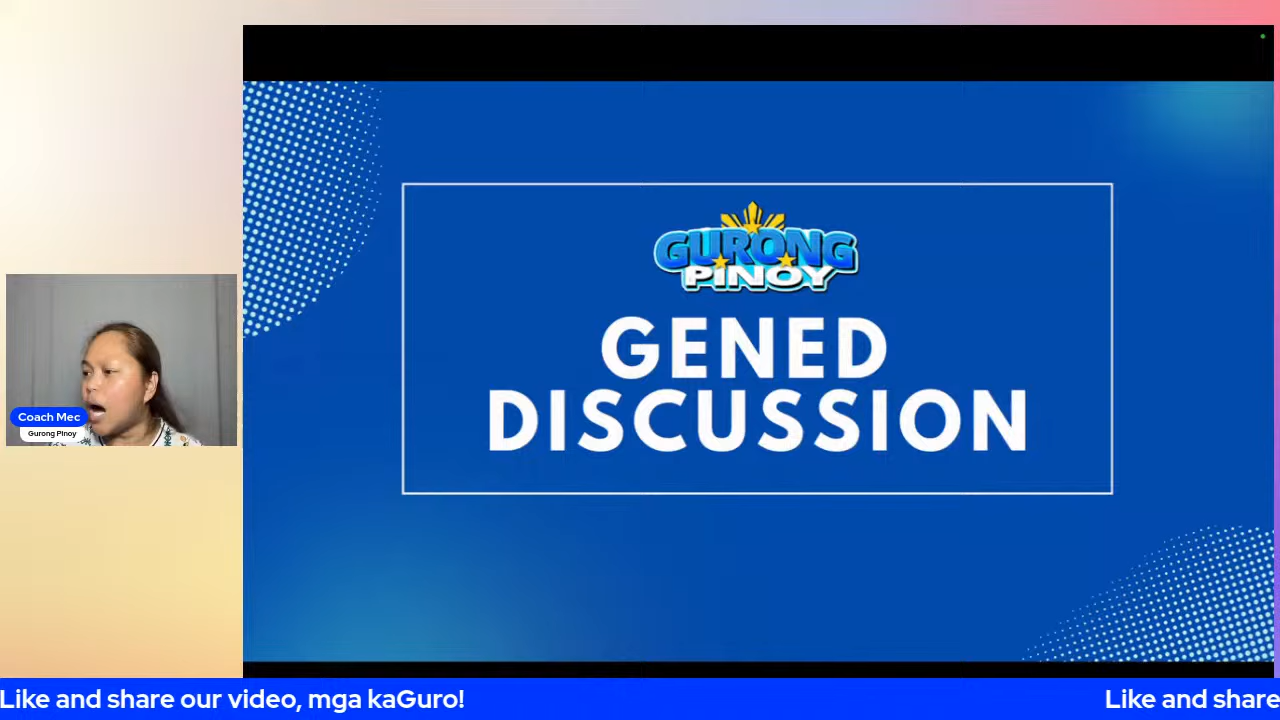 GURONG
PINOY
GENED
DISCUSSION
Coach Mec
Gurong Pinoy
Like and share our video, mga kaGuro!
Like and share